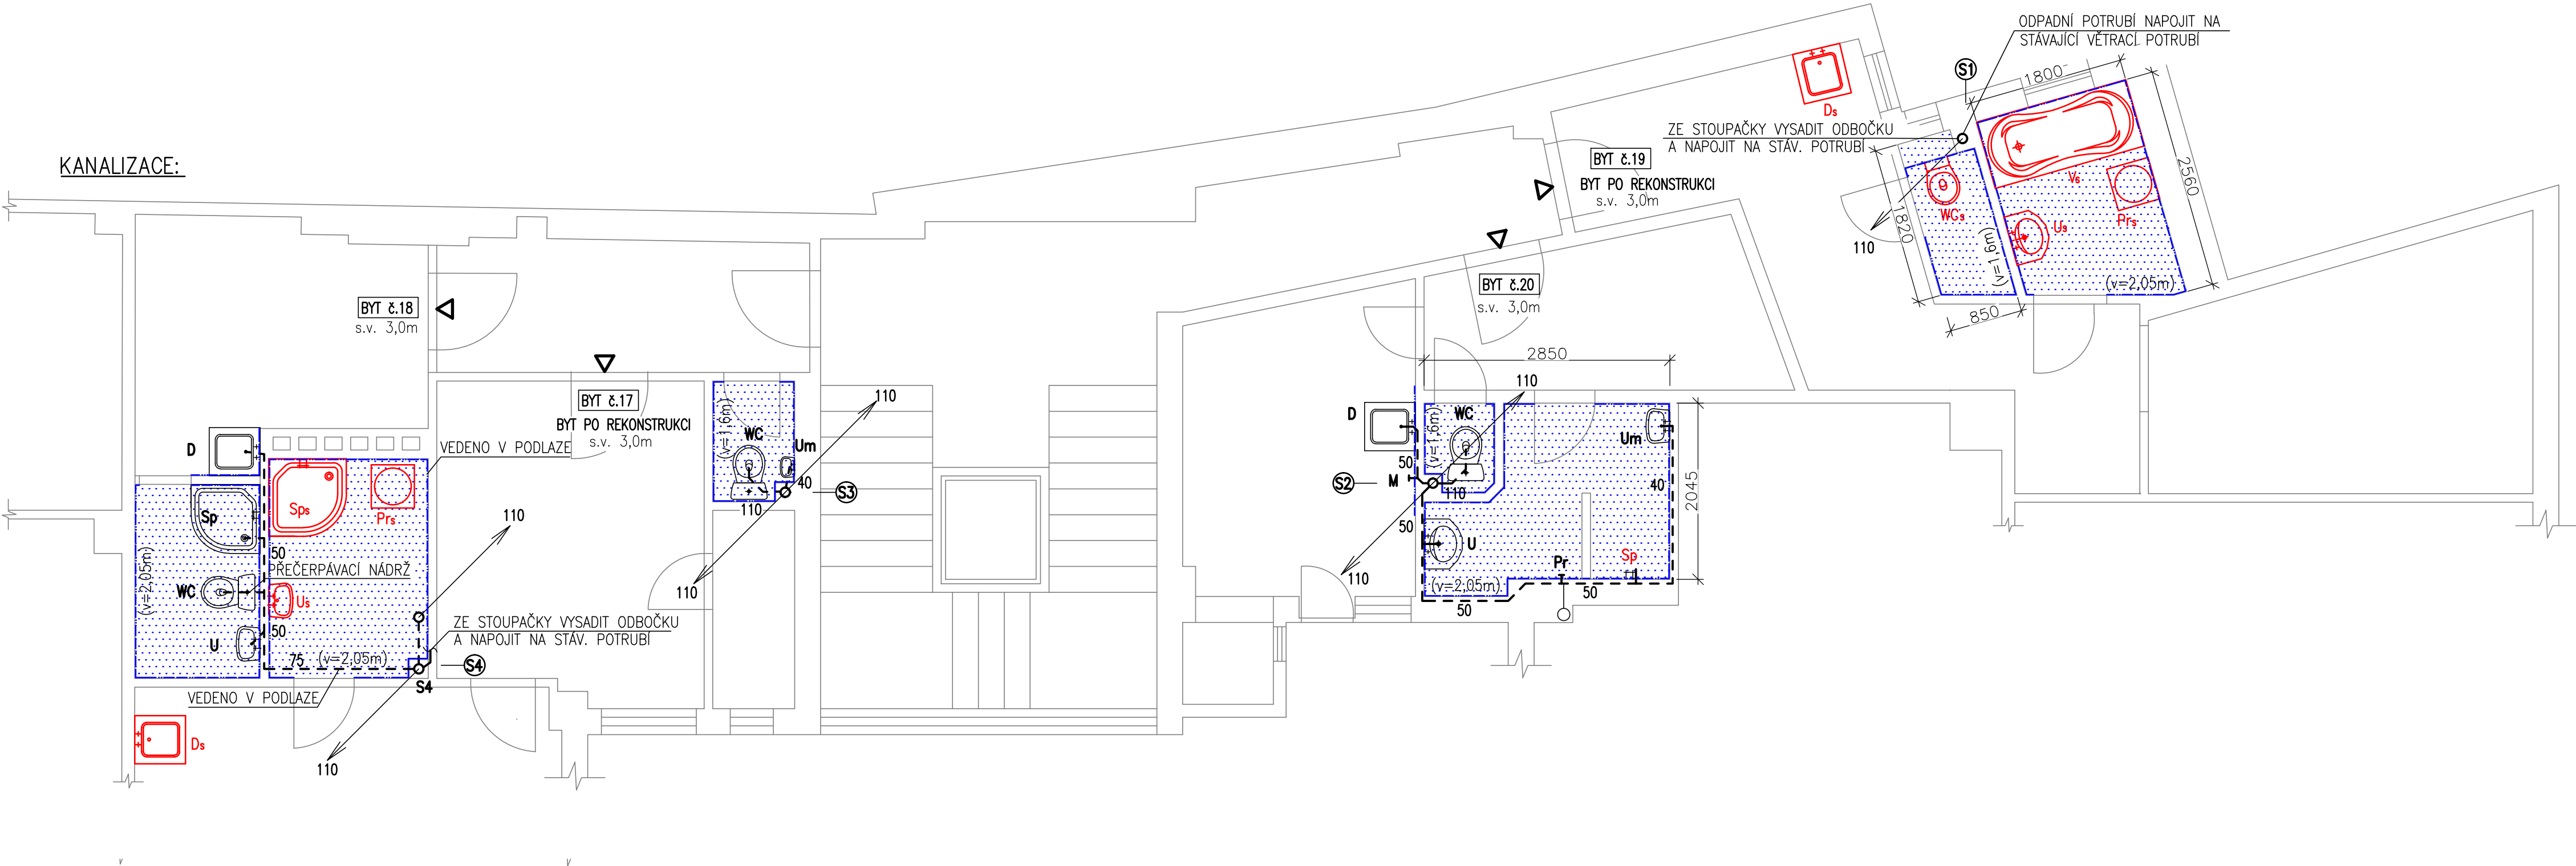 KANALIZACE:
ODPADNÍ POTRUBÍ NAPOJIT NA
STÁVAJÍCÍ VĚTRACÍ POTRUBÍ
S1
1800
Ds
ZE STOUPAČKY VYSADIT ODBOČKU
A NAPOJIT NA STÁV. POTRUBÍ
BYT č.19
BYT PO REKONSTRUKCI
s.v. 3,0m
2560
Vs
WCs
Prs
Us
1820
(v=1,6m)
110
(v=2,05m)
850
BYT č.18
s.v. 3,0m
BYT č.20
s.v. 3,0m
2850
BYT č.17
BYT PO REKONSTRUKCI
s.v. 3,0m
110
110
(v=1,6m)
WC
Um
40
S3
110
110
D
VEDENO V PODLAZE
Sp
Sps
Prs
110
50
PŘEČERPÁVACÍ NÁDRŽ
(v=2,05m)
WC
Us
50
U
ZE STOUPAČKY VYSADIT ODBOČKU
A NAPOJIT NA STÁV. POTRUBÍ
75
(v=2,05m)
S4
S4
VEDENO V PODLAZE
Ds
110
D
(v=1,6m)
WC
Um
50
S2
M
110
40
2045
50
U
Pr
Sp
110
(v=2,05m)
50
50